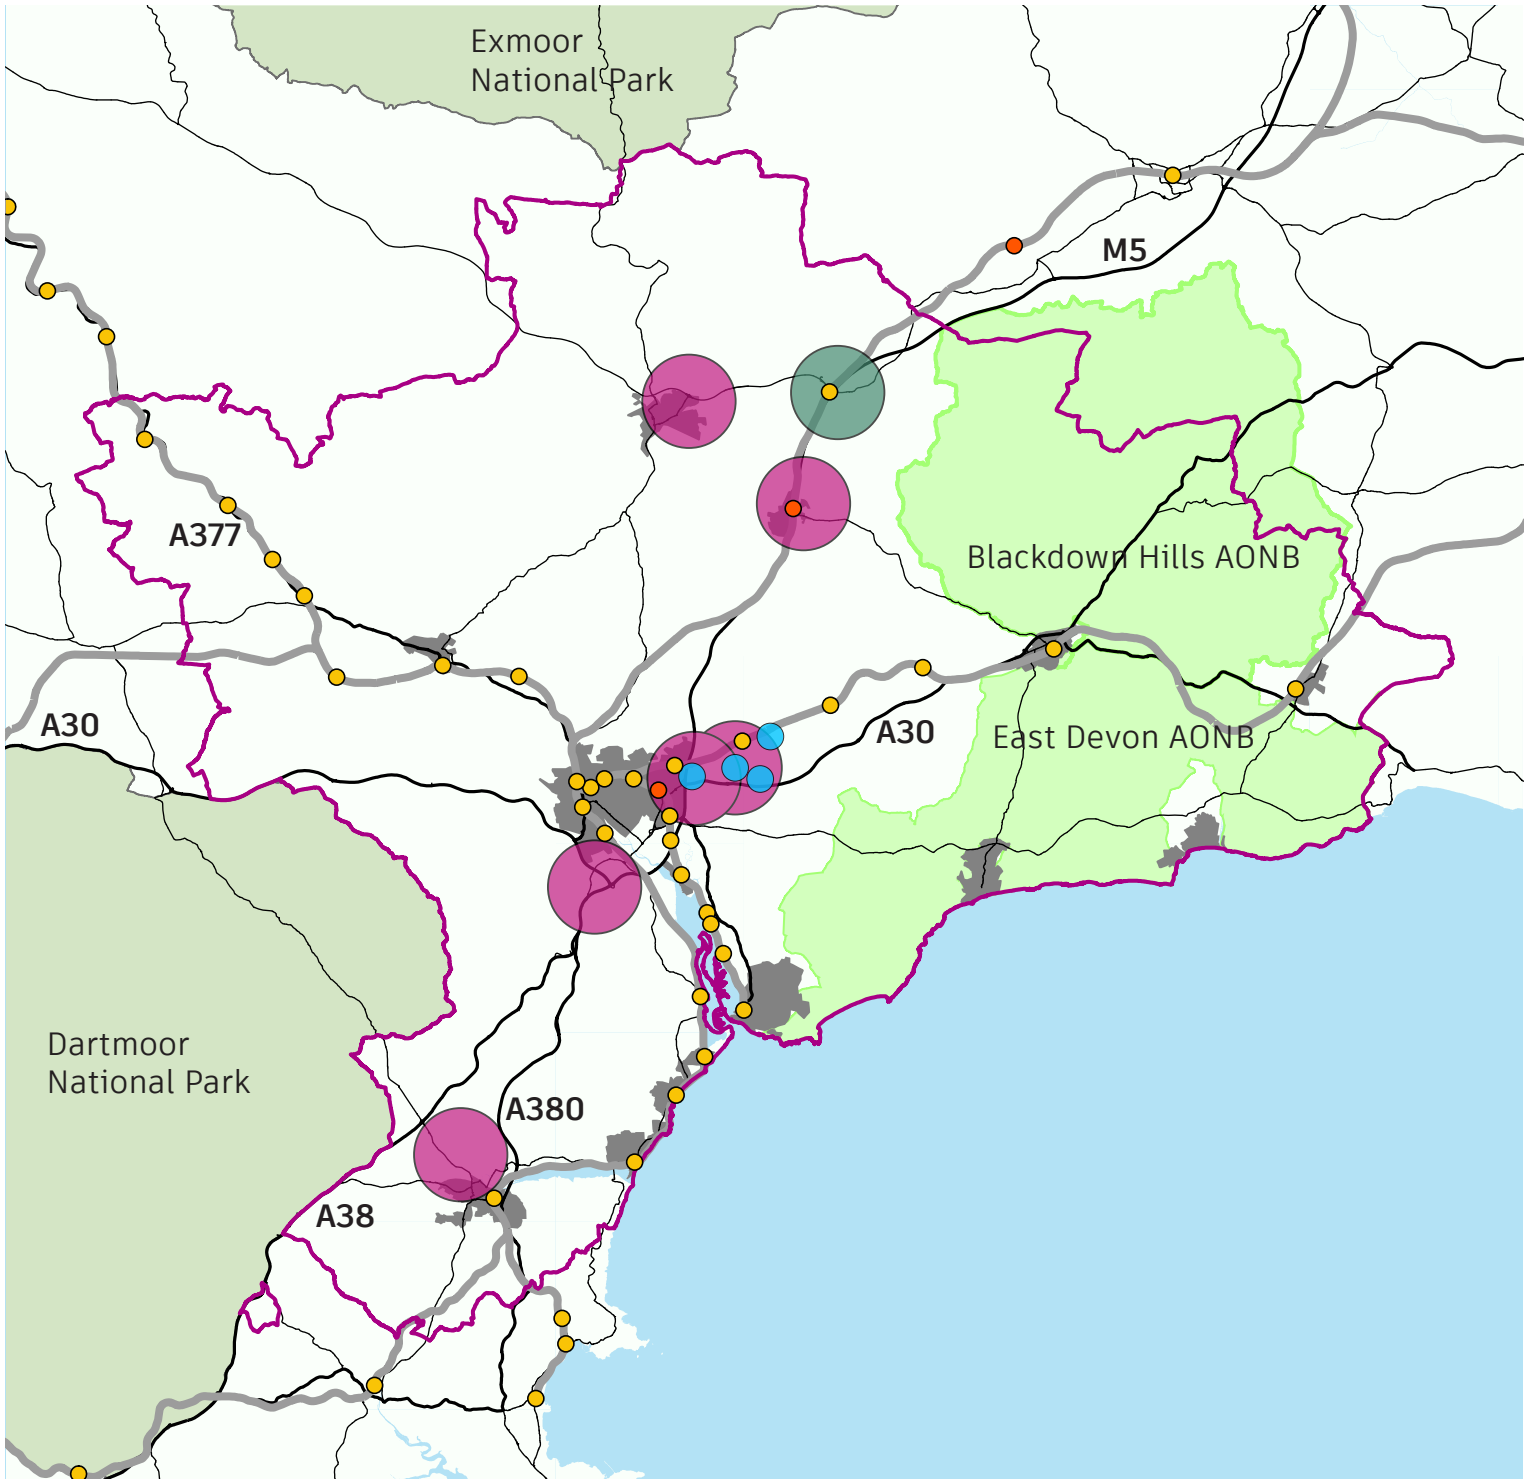 Exmoor
National Park
M5
A377
Blackdown Hills AONB
A30
A30
East Devon AONB
Dartmoor
National Park
A380
A38